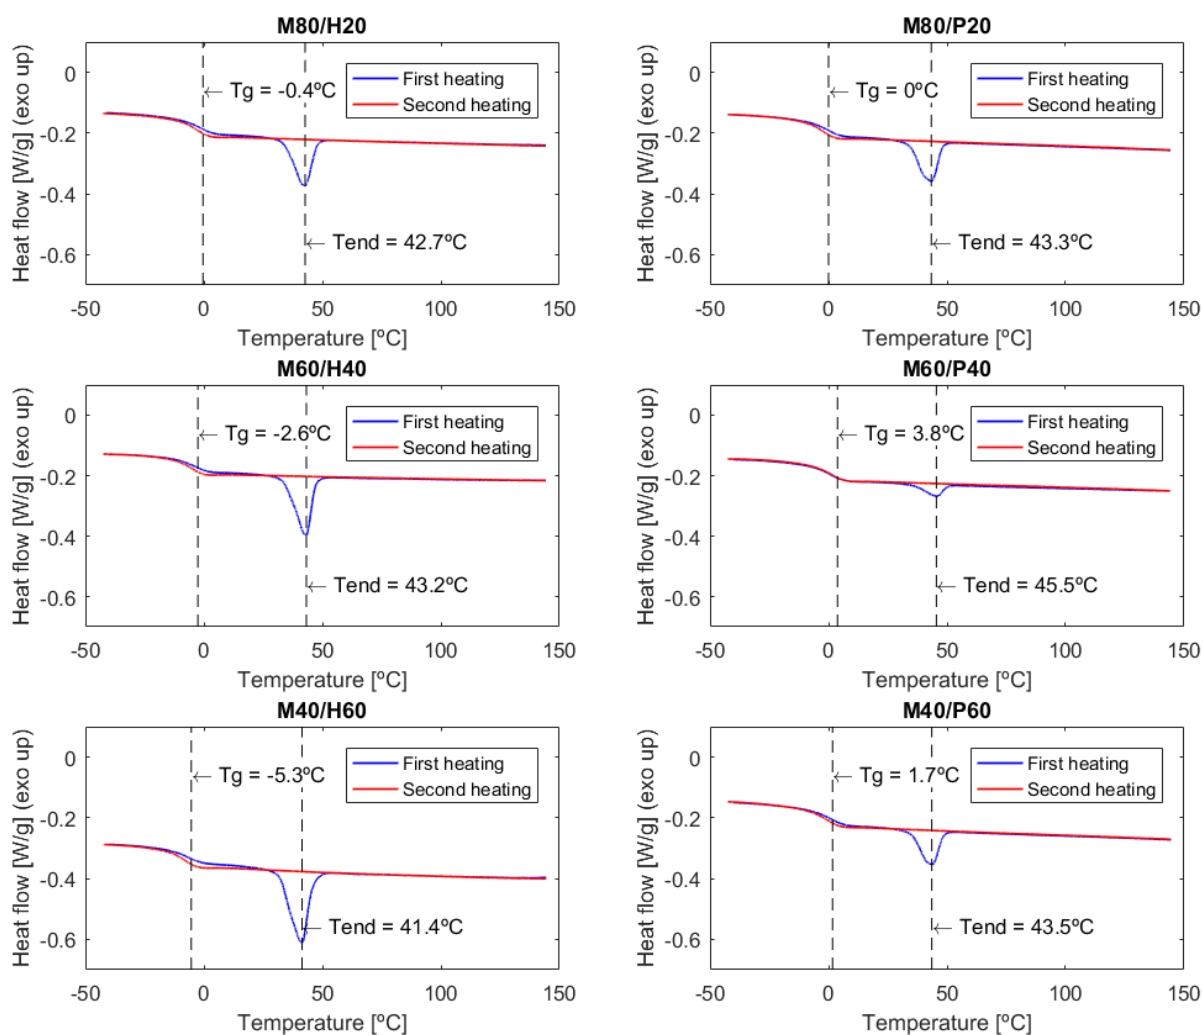 M80/H20
0
-0.2
-0.4
-0.6
Heat flow [W/g] (exo up)
← Tg = -0.4ºC
First heating
Second heating
← Tend = 42.7ºC
-50
0
50
100
150
Temperature [ºC]
M80/P20
0
-0.2
-0.4
-0.6
Heat flow [W/g] (exo up)
← Tg = 0ºC
First heating
Second heating
← Tend = 43.3ºC
-50
0
50
100
150
Temperature [ºC]
M60/H40
0
-0.2
-0.4
-0.6
Heat flow [W/g] (exo up)
← Tg = -2.6ºC
First heating
Second heating
← Tend = 43.2ºC
-50
0
50
100
150
Temperature [ºC]
M60/P40
0
-0.2
-0.4
-0.6
Heat flow [W/g] (exo up)
← Tg = 3.8ºC
First heating
Second heating
← Tend = 45.5ºC
-50
0
50
100
150
Temperature [ºC]
M40/H60
0
-0.2
-0.4
-0.6
Heat flow [W/g] (exo up)
← Tg = -5.3ºC
First heating
Second heating
← Tend = 41.4ºC
-50
0
50
100
150
Temperature [ºC]
M40/P60
0
-0.2
-0.4
-0.6
Heat flow [W/g] (exo up)
← Tg = 1.7ºC
First heating
Second heating
← Tend = 43.5ºC
-50
0
50
100
150
Temperature [ºC]